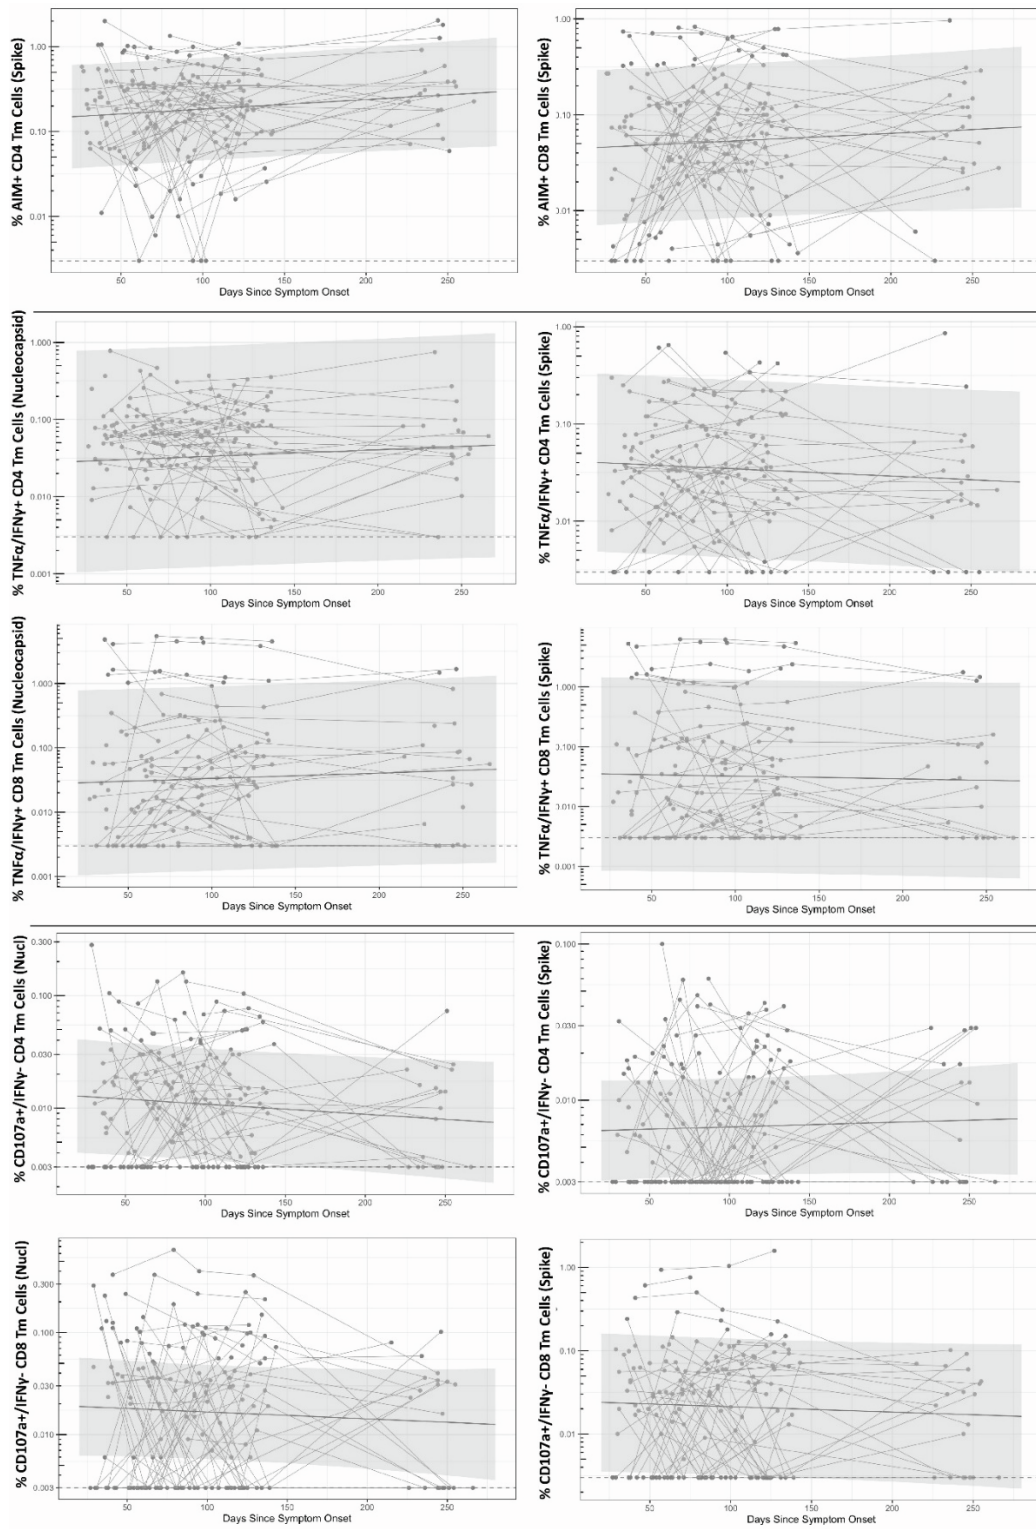 % AIM+ CD4 Tm Cells (Spike)
1.00
0.10
0.01
50 100 150 200 250
Days Since Symptom Onset
% AIM+ CD8 Tm Cells (Spike)
1.00
0.10
0.01
50 100 150 200 250
Days Since Symptom Onset
% TNFα/IFNγ+ CD4 Tm Cells (Nucleocapsid)
1.000
0.100
0.010
0.001
50 100 150 200 250
Days Since Symptom Onset
% TNFα/IFNγ+ CD4 Tm Cells (Spike)
1.00
0.10
0.01
50 100 150 200 250
Days Since Symptom Onset
% TNFα/IFNγ+ CD8 Tm Cells (Nucleocapsid)
1.000
0.100
0.010
0.001
50 100 150 200 250
Days Since Symptom Onset
% TNFα/IFNγ+ CD8 Tm Cells (Spike)
1.000
0.100
0.010
0.001
50 100 150 200 250
Days Since Symptom Onset
% CD107a+/IFNγ- CD4 Tm Cells (Nucl)
0.300
0.100
0.030
0.010
0.003
50 100 150 200 250
Days Since Symptom Onset
% CD107a+/IFNγ- CD4 Tm Cells (Spike)
0.100
0.030
0.010
0.003
50 100 150 200 250
Days Since Symptom Onset
% CD107a+/IFNγ- CD8 Tm Cells (Nucl)
0.300
0.100
0.030
0.010
0.003
50 100 150 200 250
Days Since Symptom Onset
% CD107a+/IFNγ- CD8 Tm Cells (Spike)
1.00
0.10
0.01
50 100 150 200 250
Days Since Symptom Onset